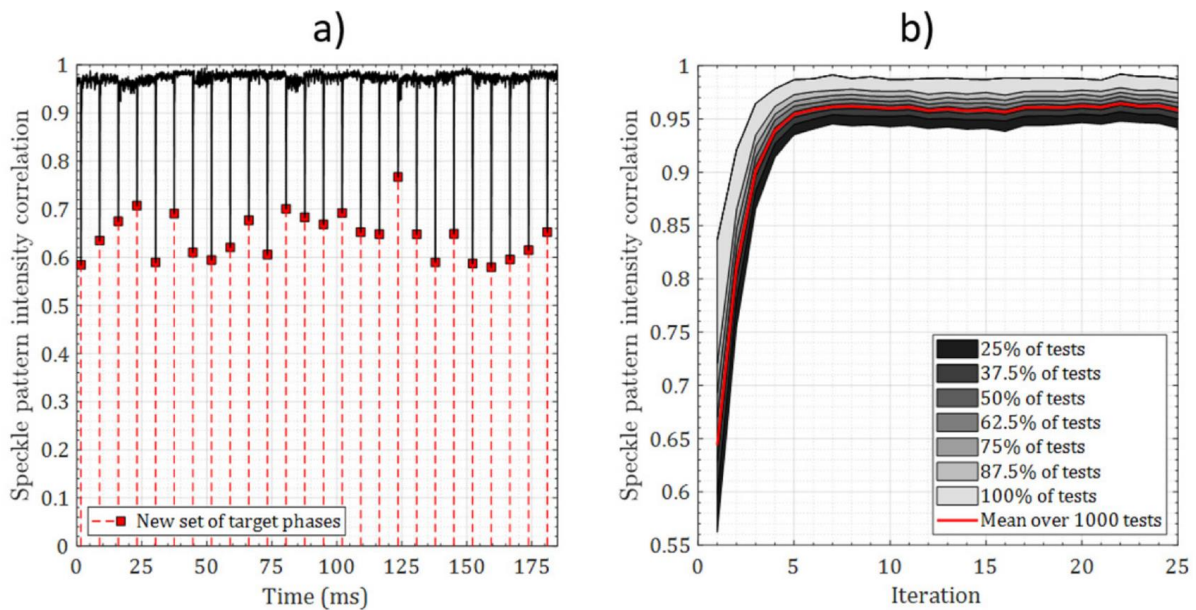 a)
Speckle pattern intensity correlation
1
0.9
0.8
0.7
0.6
0.5
0.4
0.3
0.2
0.1
0
New set of target phases
0 25 50 75 100 125 150 175
Time (ms)
b)
Speckle pattern intensity correlation
1
0.95
0.9
0.85
0.8
0.75
0.7
0.65
0.6
0.55
25% of tests
37.5% of tests
50% of tests
62.5% of tests
75% of tests
87.5% of tests
100% of tests
Mean over 1000 tests
0 5 10 15 20 25
Iteration